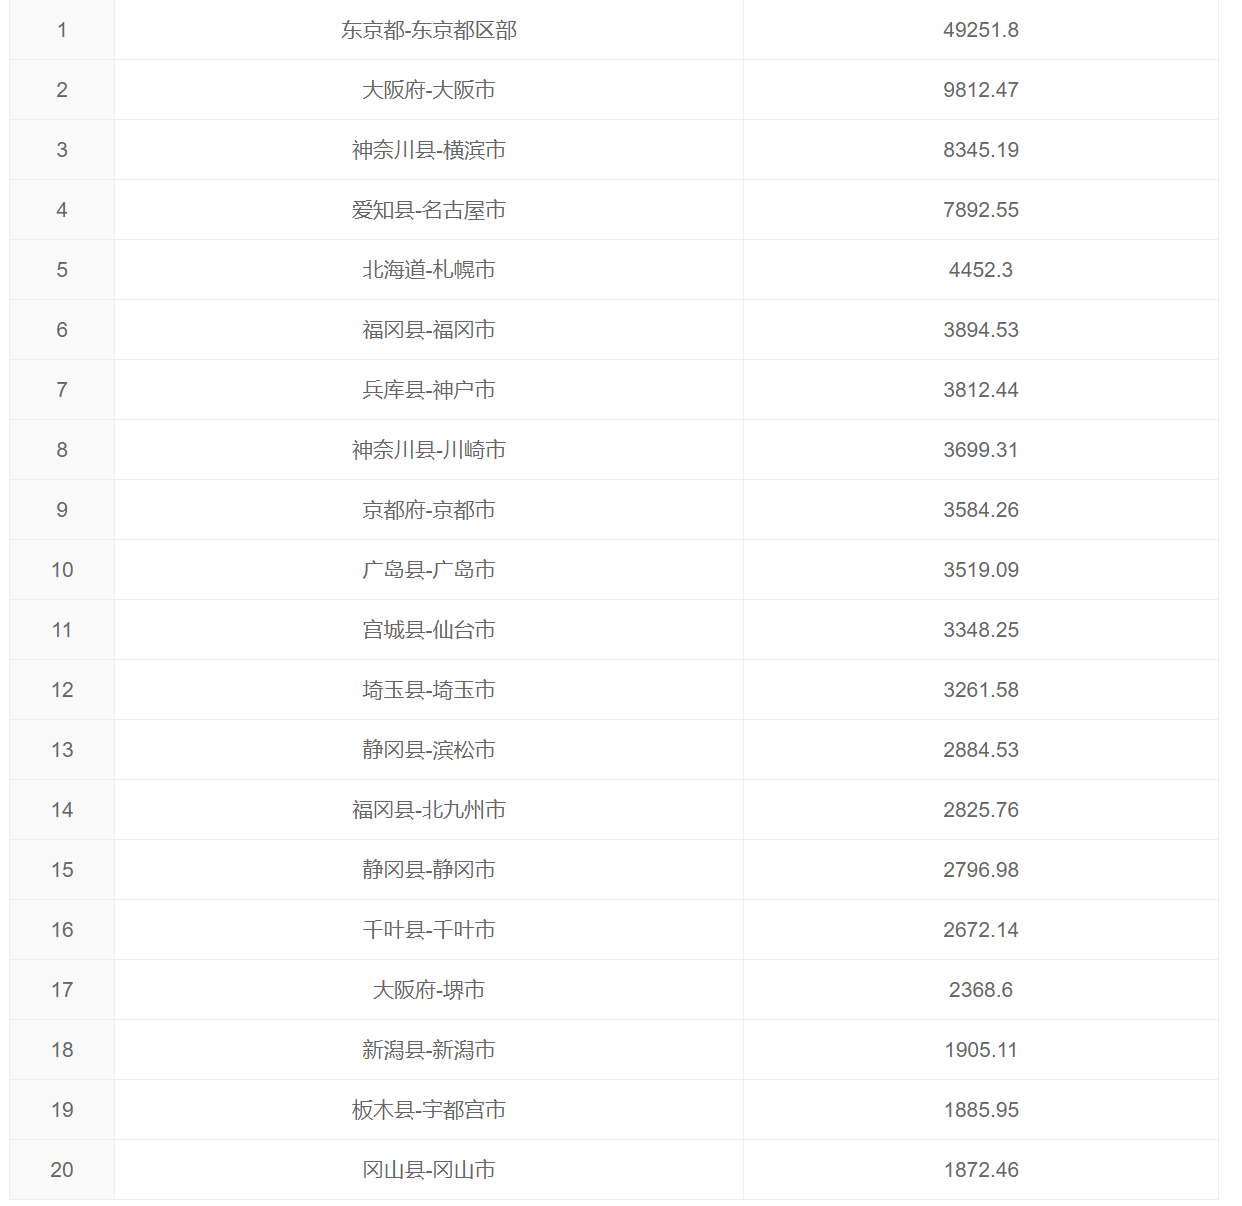 1 东京都-东京都区部 49251.8
2 大阪府-大阪市 9812.47
3 神奈川县-横滨市 8345.19
4 爱知县-名古屋市 7892.55
5 北海道-札幌市 4452.3
6 福冈县-福冈市 3894.53
7 兵库县-神户市 3812.44
8 神奈川县-川崎市 3699.31
9 京都府-京都市 3584.26
10 广岛县-广岛市 3519.09
11 宫城县-仙台市 3348.25
12 埼玉县-埼玉市 3261.58
13 静冈县-滨松市 2884.53
14 福冈县-北九州市 2825.76
15 静冈县-静冈市 2796.98
16 千叶县-千叶市 2672.14
17 大阪府-堺市 2368.6
18 新潟县-新潟市 1905.11
19 板木县-宇都宫市 1885.95
20 冈山县-冈山市 1872.46